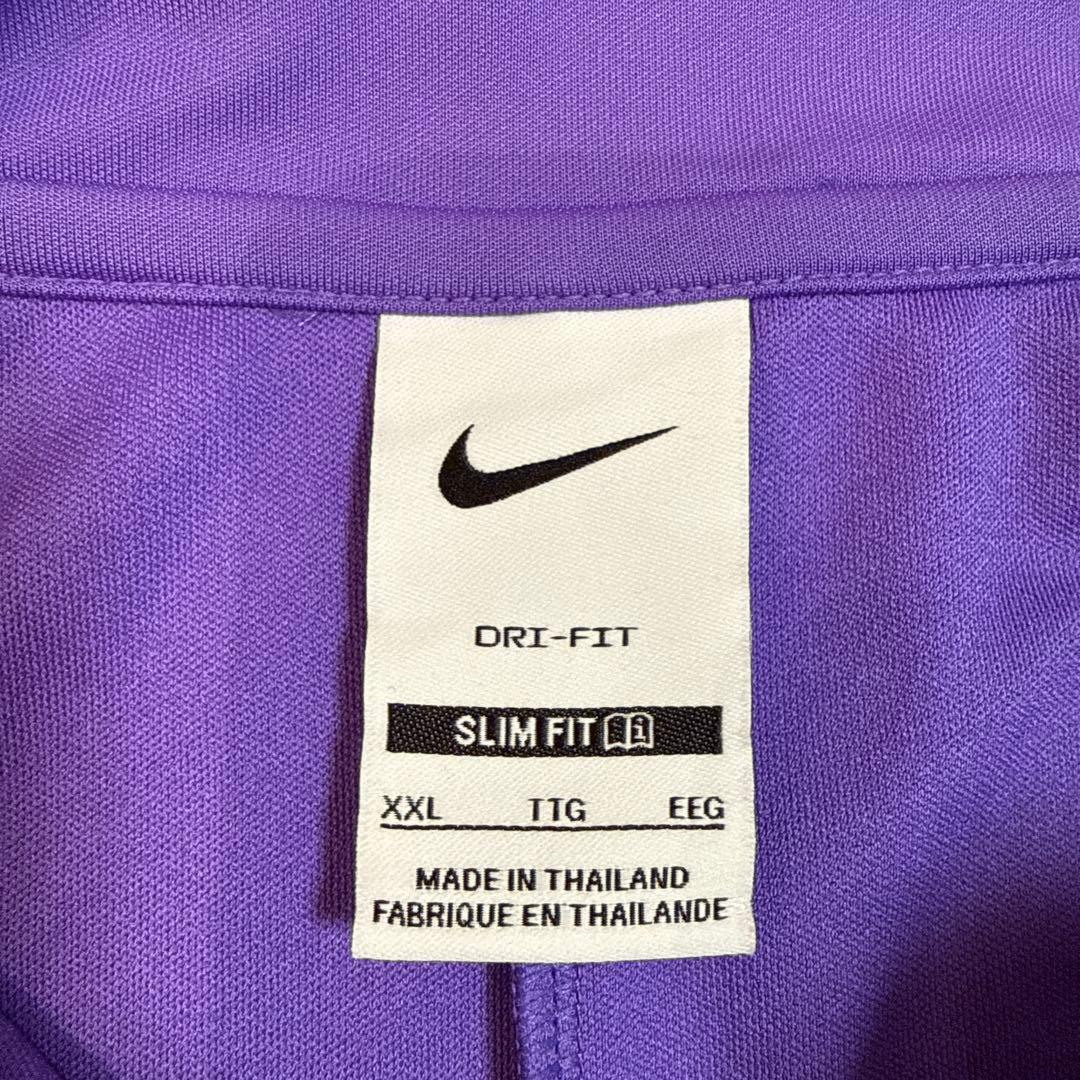 DRI-FIT
SLIM FIT
XXL TTG EEG
MADE IN THAILAND
FABRIQUE EN THAILANDE